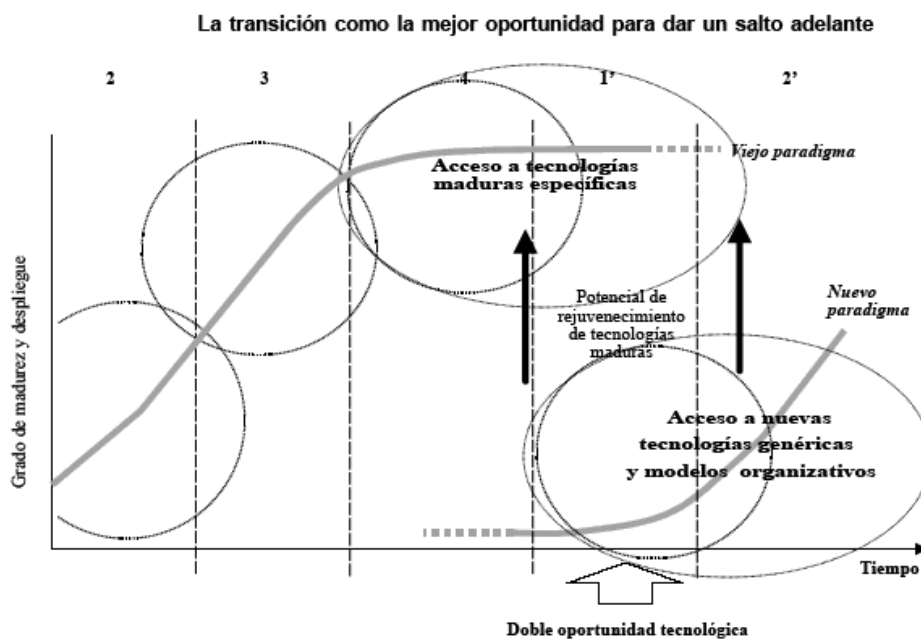 La transición como la mejor oportunidad para dar un salto adelante
2 3 4 1' 2'
Viejo paradigma
Acceso a tecnologías
maduras específicas
Potencial de
rejuvenecimiento
de tecnologías
maduras
Nuevo
paradigma
Grado de madurez y despliegue
Acceso a nuevas
tecnologías genéricas
y modelos organizativos
Tiempo
Doble oportunidad tecnológica